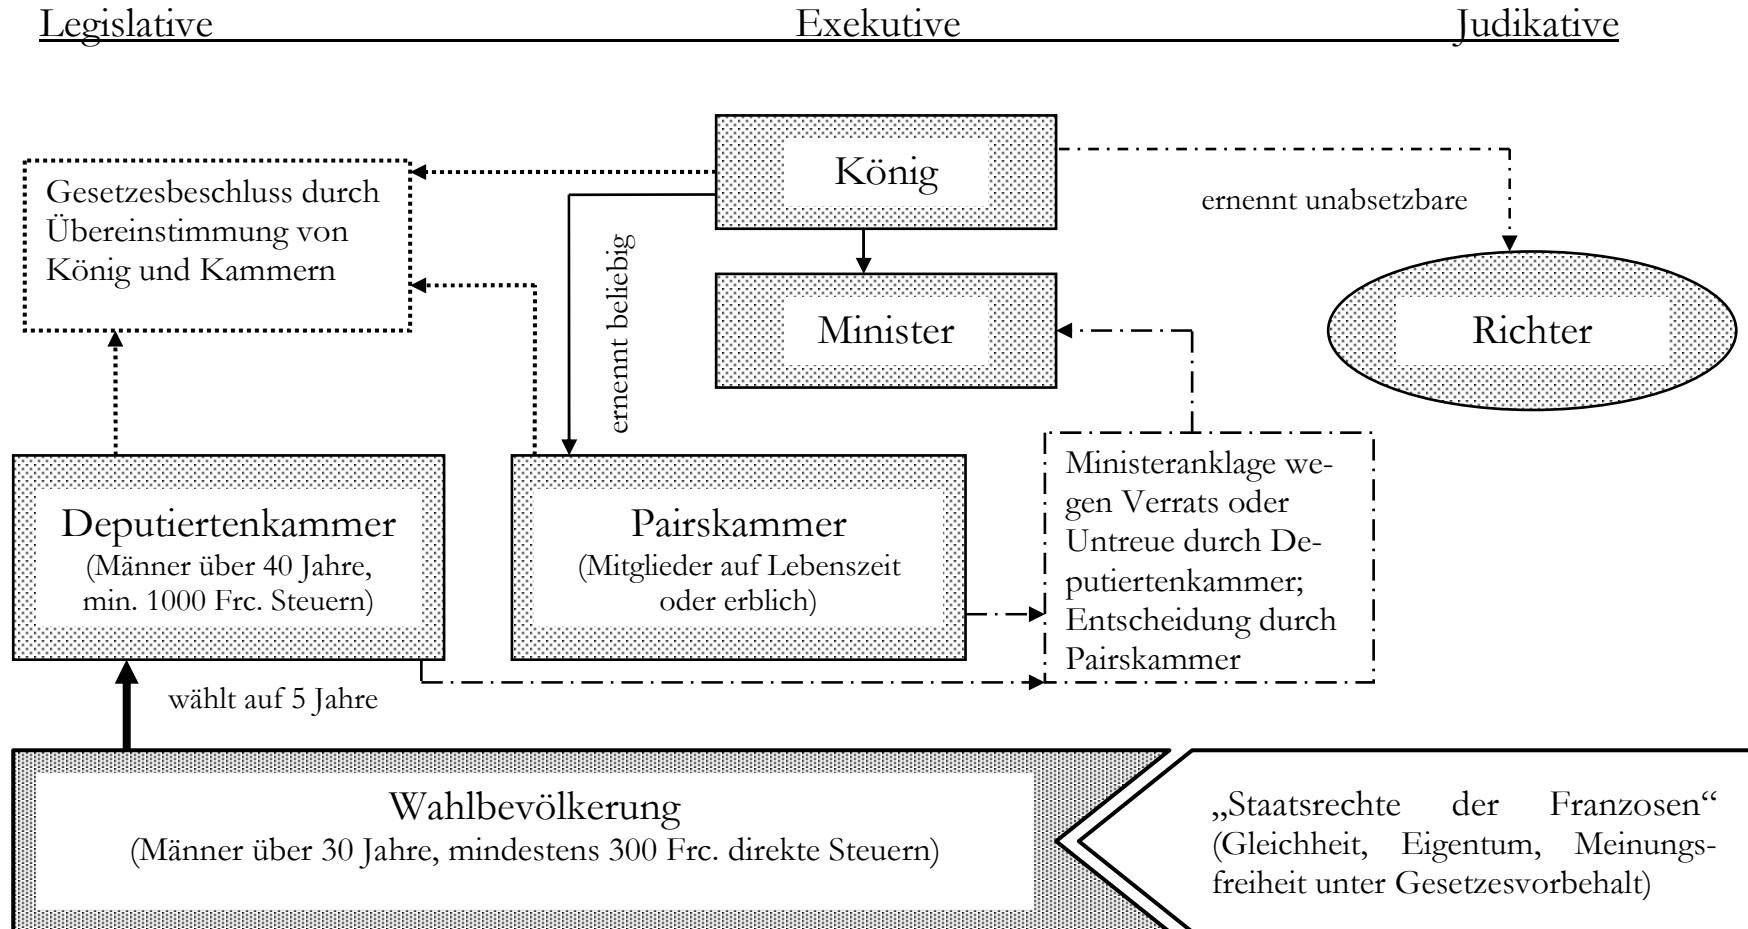 Legislative Exekutive Judikative
König
ernennt unabsetzbare
Gesetzesbeschluss durch
Übereinstimmung von
König und Kammern
ernennt beliebig
Minister
Richter
Deputiertenkammer
(Männer über 40 Jahre,
min. 1000 Frc. Steuern)
Pairskammer
(Mitglieder auf Lebenszeit
oder erblich)
Ministeranklage we-
gen Verrats oder
Untreue durch De-
putiertenkammer;
Entscheidung durch
Pairskammer
wählt auf 5 Jahre
Wahlbevölkerung
(Männer über 30 Jahre, mindestens 300 Frc. direkte Steuern)
„Staatsrechte der Franzosen“
(Gleichheit, Eigentum, Meinungs-
freiheit unter Gesetzesvorbehalt)